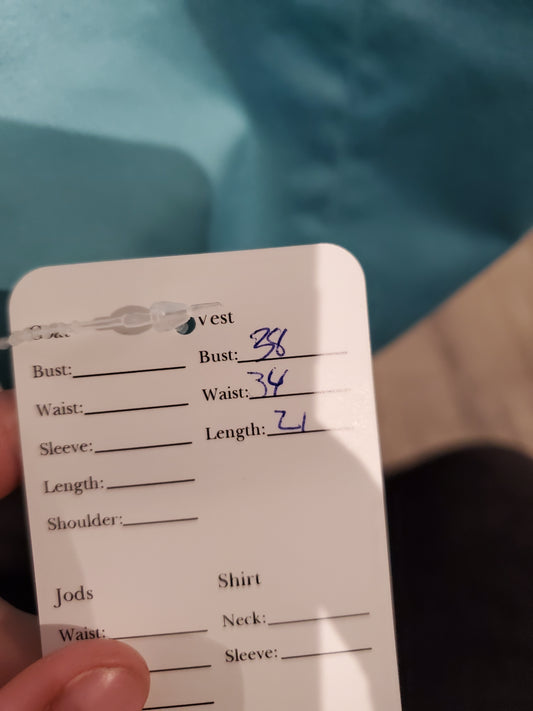 Vest
Bust:
Bust: 38
Waist:
Waist: 34
Sleeve:
Length: 21
Length:
Shoulder:
Jods
Shirt
Waist:
Neck:
Sleeve: